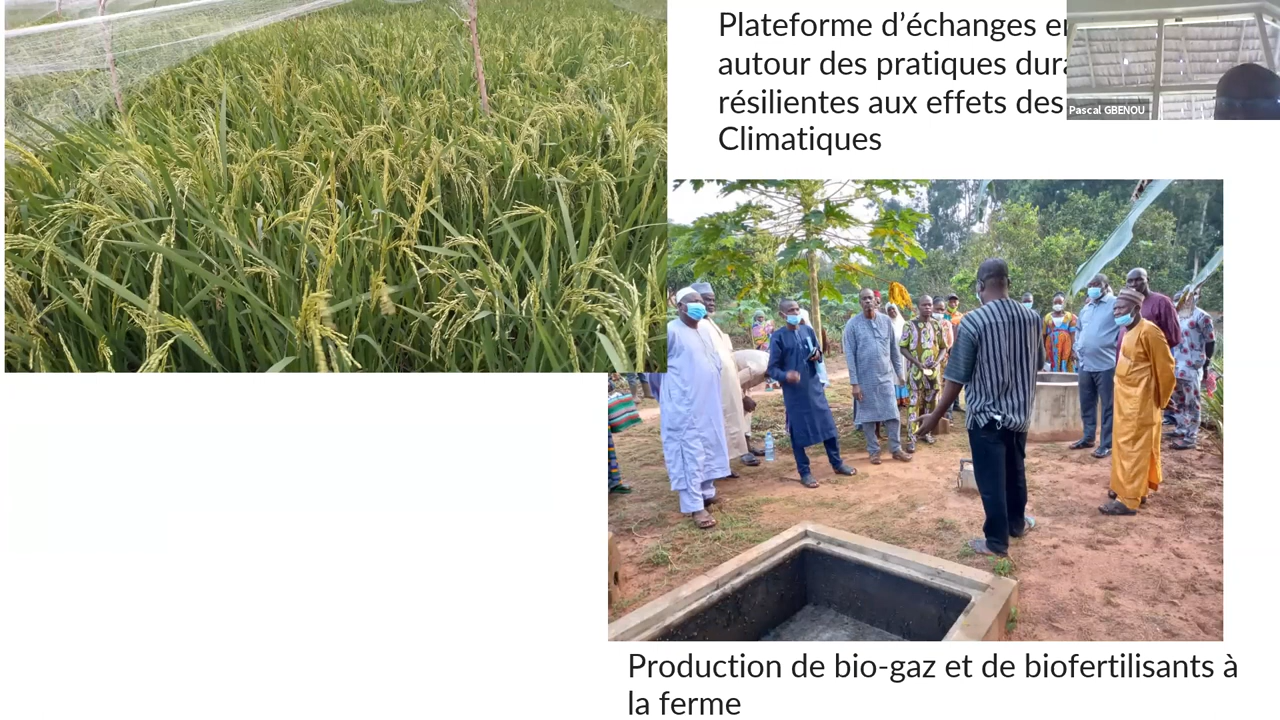 Plateforme d’échanges
autour des pratiques
résilientes aux effets des
Climatiques
Pascal GBENOU
Production de bio-gaz et de biofertilisants à
la ferme